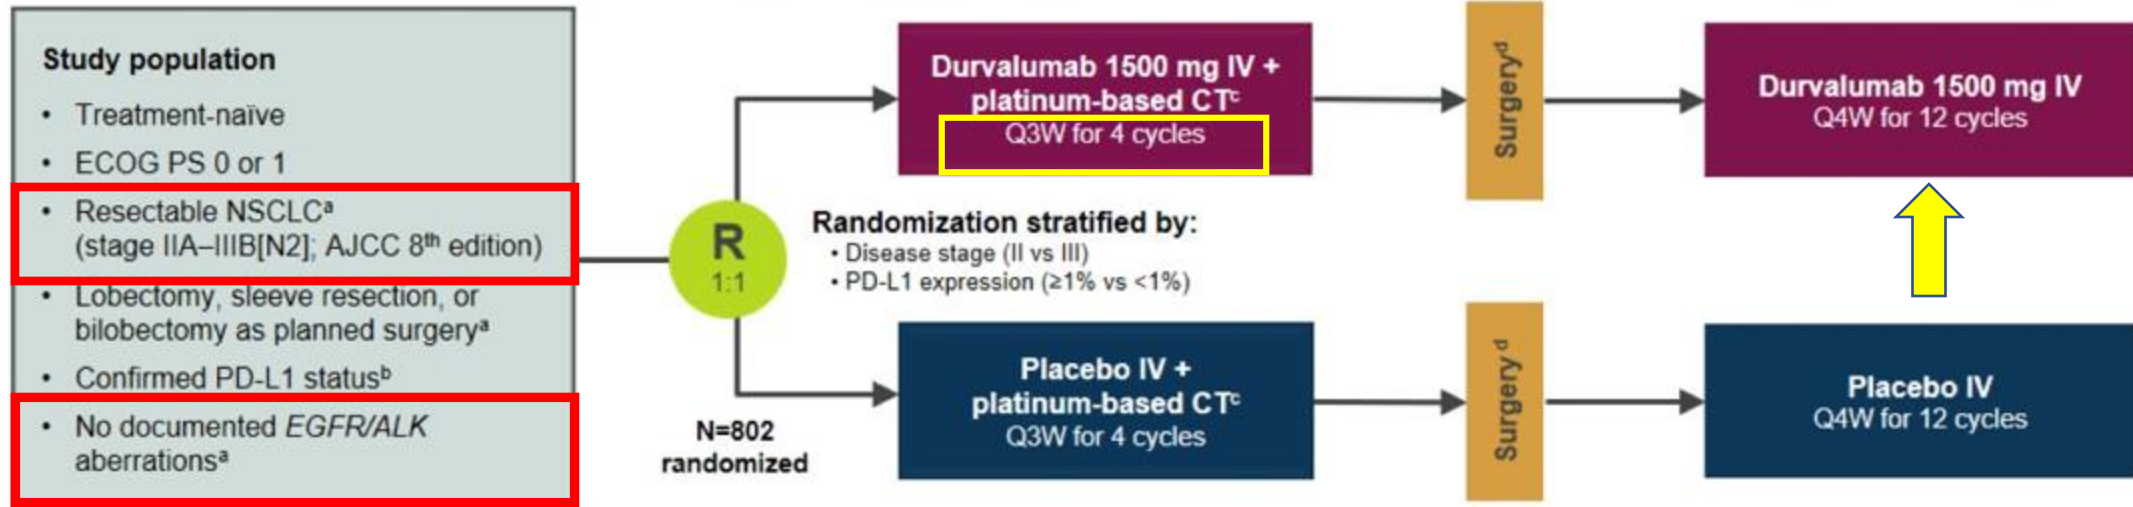 Study population
• Treatment-naïve
• ECOG PS 0 or 1
• Resectable NSCLCᵃ
(stage IIA–IIIB[N2]; AJCC 8ᵗʰ edition)
• Lobectomy, sleeve resection, or
bilobectomy as planned surgeryᵃ
• Confirmed PD-L1 statusᵇ
• No documented EGFR/ALK
aberrationsᵃ
R
1:1
N=802
randomized
Durvalumab 1500 mg IV +
platinum-based CTᶜ
Q3W for 4 cycles
Surgeryᵈ
Durvalumab 1500 mg IV
Q4W for 12 cycles
Randomization stratified by:
• Disease stage (II vs III)
• PD-L1 expression (≥1% vs <1%)
Placebo IV +
platinum-based CTᶜ
Q3W for 4 cycles
Surgery ᵈ
Placebo IV
Q4W for 12 cycles